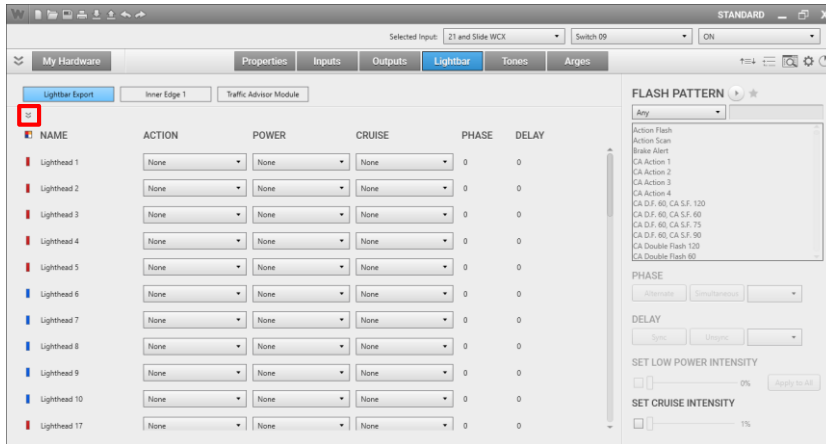 W STANDARD
Selected Input: 21 and Slide WCX Switch 09 ON
My Hardware Properties Inputs Outputs Lightbar Tones Arges
Lightbar Export Inner Edge 1 Traffic Advisor Module
NAME ACTION POWER CRUISE PHASE DELAY
Lighthead 1 None None None 0 0
Lighthead 2 None None None 0 0
Lighthead 3 None None None 0 0
Lighthead 4 None None None 0 0
Lighthead 5 None None None 0 0
Lighthead 6 None None None 0 0
Lighthead 7 None None None 0 0
Lighthead 8 None None None 0 0
Lighthead 9 None None None 0 0
Lighthead 10 None None None 0 0
Lighthead 17 None None None 0 0
FLASH PATTERN
Any
Action Flash
Action Scan
Brake Alert
CA Action 1
CA Action 2
CA Action 3
CA Action 4
CA D.F. 60, CA S.F. 120
CA D.F. 60, CA S.F. 60
CA D.F. 60, CA S.F. 75
CA D.F. 60, CA S.F. 90
CA Double Flash 120
CA Double Flash 60
PHASE
Alternate Simultaneous
DELAY
Sync Unsync
SET LOW POWER INTENSITY
0% Apply to All
SET CRUISE INTENSITY
1%